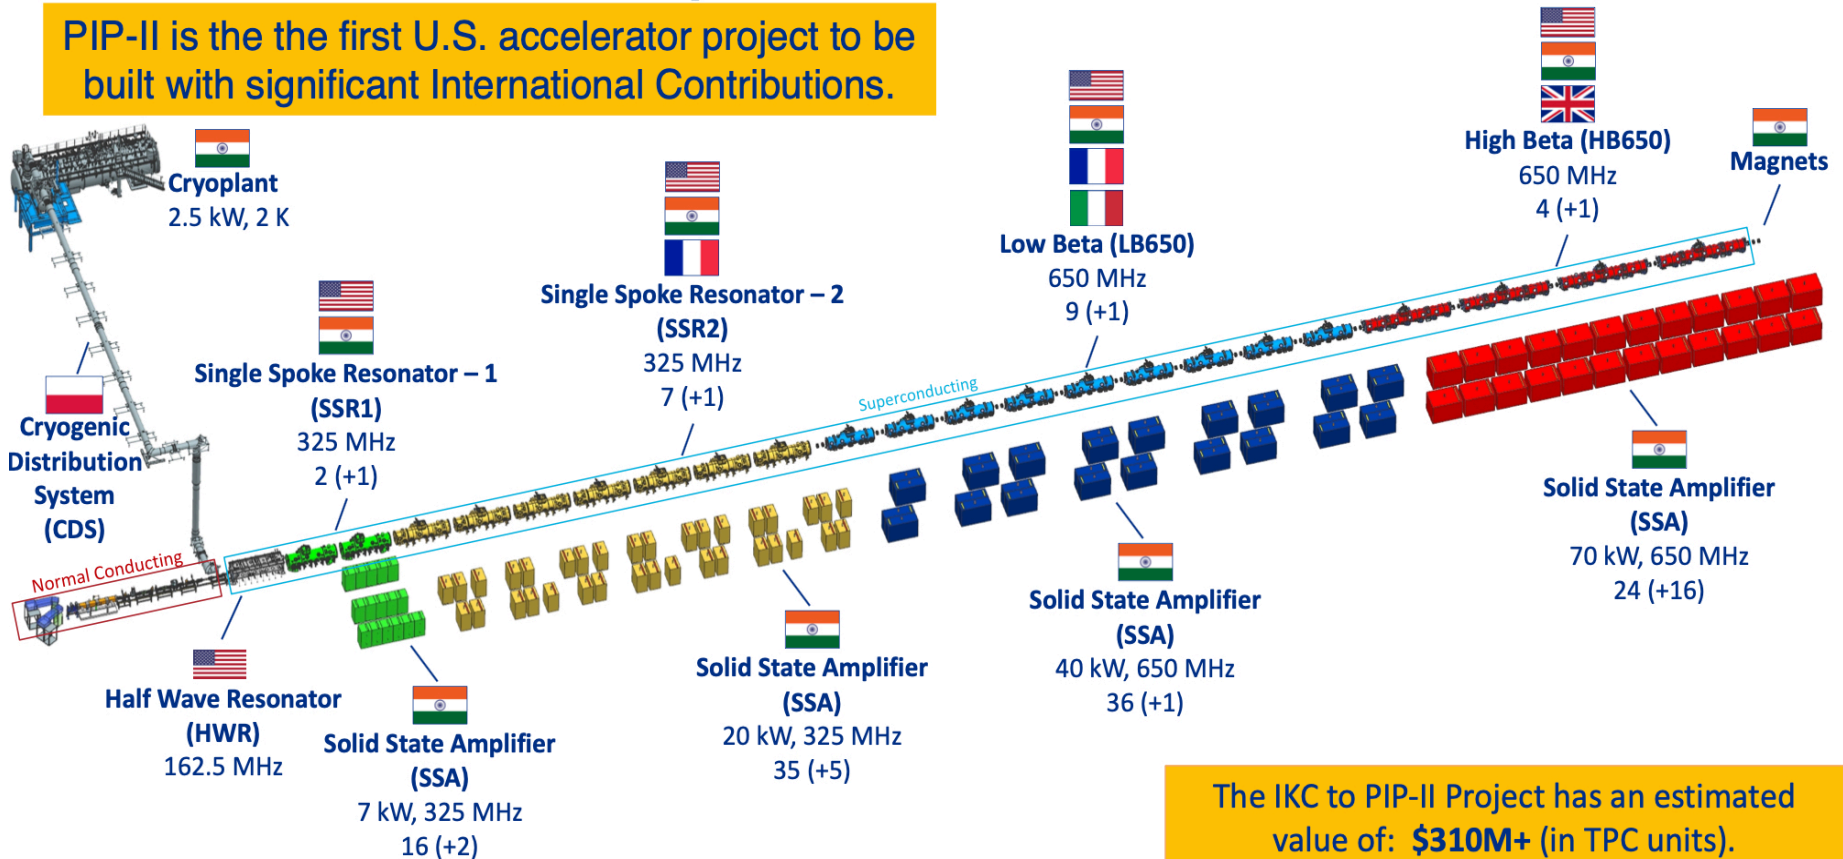 PIP-II is the the first U.S. accelerator project to be
built with significant International Contributions.
Cryoplant
2.5 kW, 2 K
Cryogenic
Distribution
System
(CDS)
Normal Conducting
Half Wave Resonator
(HWR)
162.5 MHz
Single Spoke Resonator – 1
(SSR1)
325 MHz
2 (+1)
Solid State Amplifier
(SSA)
7 kW, 325 MHz
16 (+2)
Single Spoke Resonator – 2
(SSR2)
325 MHz
7 (+1)
Superconducting
Solid State Amplifier
(SSA)
20 kW, 325 MHz
35 (+5)
Low Beta (LB650)
650 MHz
9 (+1)
Solid State Amplifier
(SSA)
40 kW, 650 MHz
36 (+1)
High Beta (HB650)
650 MHz
4 (+1)
Magnets
Solid State Amplifier
(SSA)
70 kW, 650 MHz
24 (+16)
The IKC to PIP-II Project has an estimated
value of: $310M+ (in TPC units).